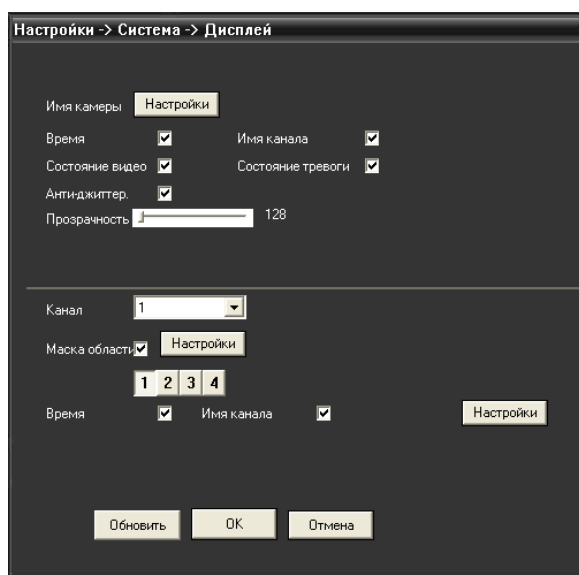 Настройки -> Система -> Дисплей
Имя камеры Настройки
Время Имя канала
Состояние видео Состояние тревоги
Анти-джиттер.
Прозрачность 128
Канал 1
Маска области Настройки
1 2 3 4
Время Имя канала Настройки
Обновить OK Отмена